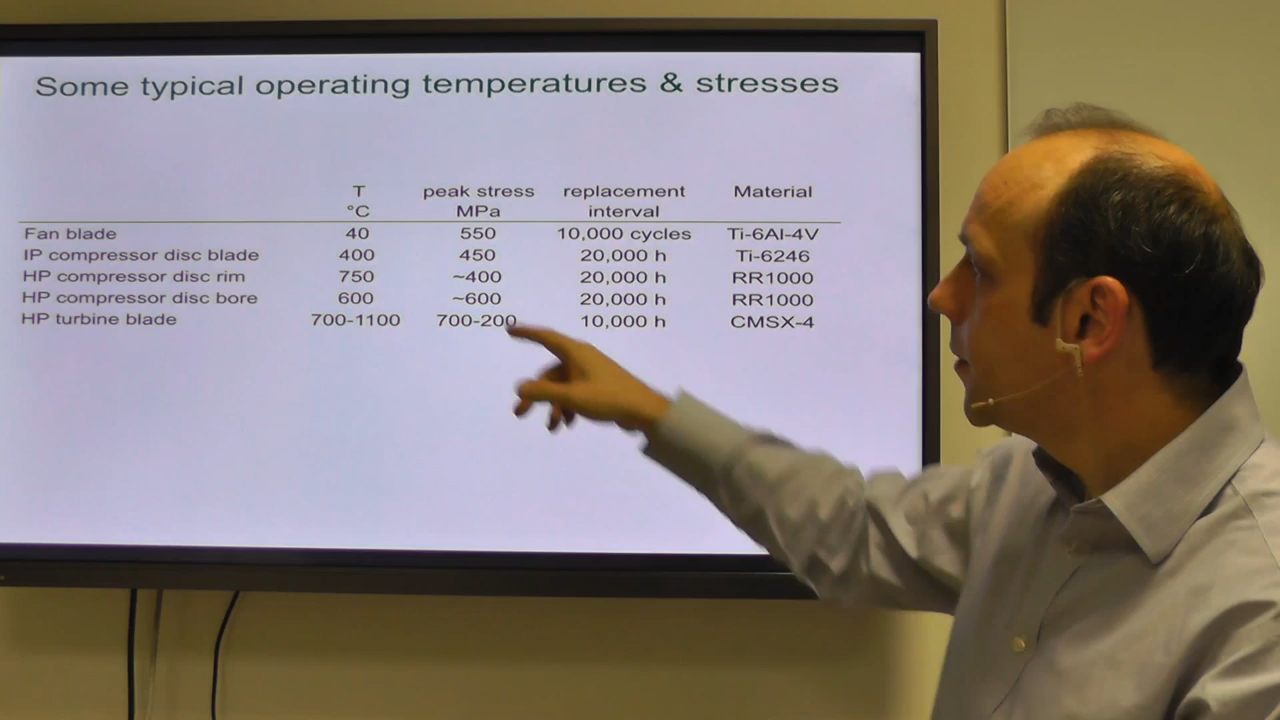 Some typical operating temperatures & stresses
T peak stress replacement Material
°C MPa interval
Fan blade 40 550 10,000 cycles Ti-6Al-4V
IP compressor disc blade 400 450 20,000 h Ti-6246
HP compressor disc rim 750 ~400 20,000 h RR1000
HP compressor disc bore 600 ~600 20,000 h RR1000
HP turbine blade 700-1100 700-200 10,000 h CMSX-4